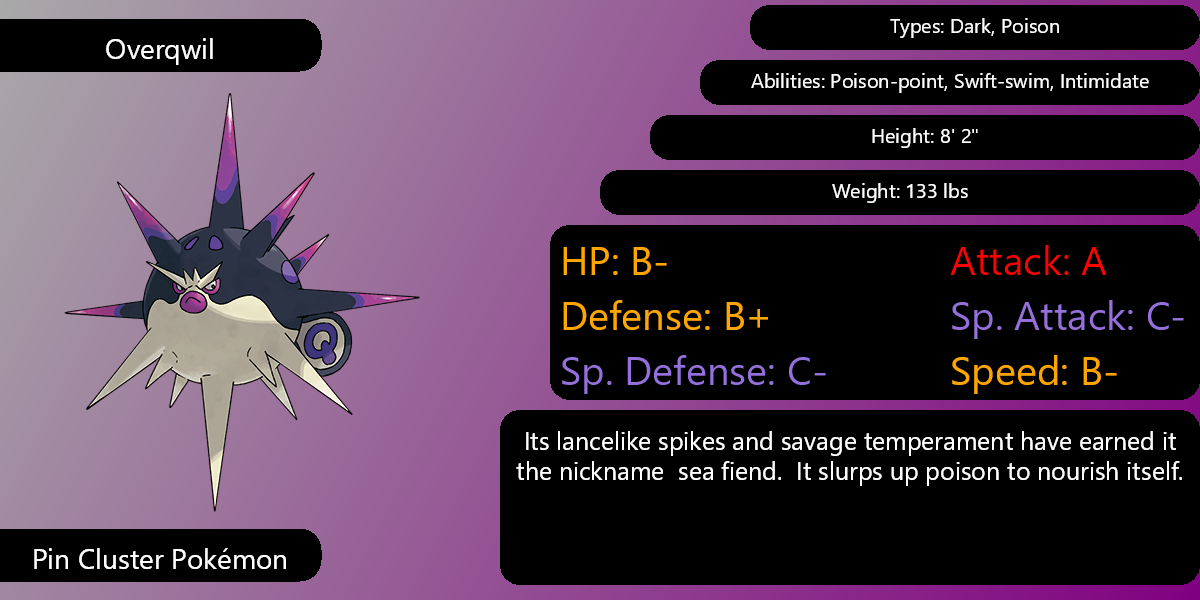 Overqwil
Types: Dark, Poison
Abilities: Poison-point, Swift-swim, Intimidate
Height: 8' 2"
Weight: 133 lbs
HP: B-
Attack: A
Defense: B+
Sp. Attack: C-
Sp. Defense: C-
Speed: B-
Its lancelike spikes and savage temperament have earned it
the nickname  sea fiend.  It slurps up poison to nourish itself.
Q
Pin Cluster Pokémon